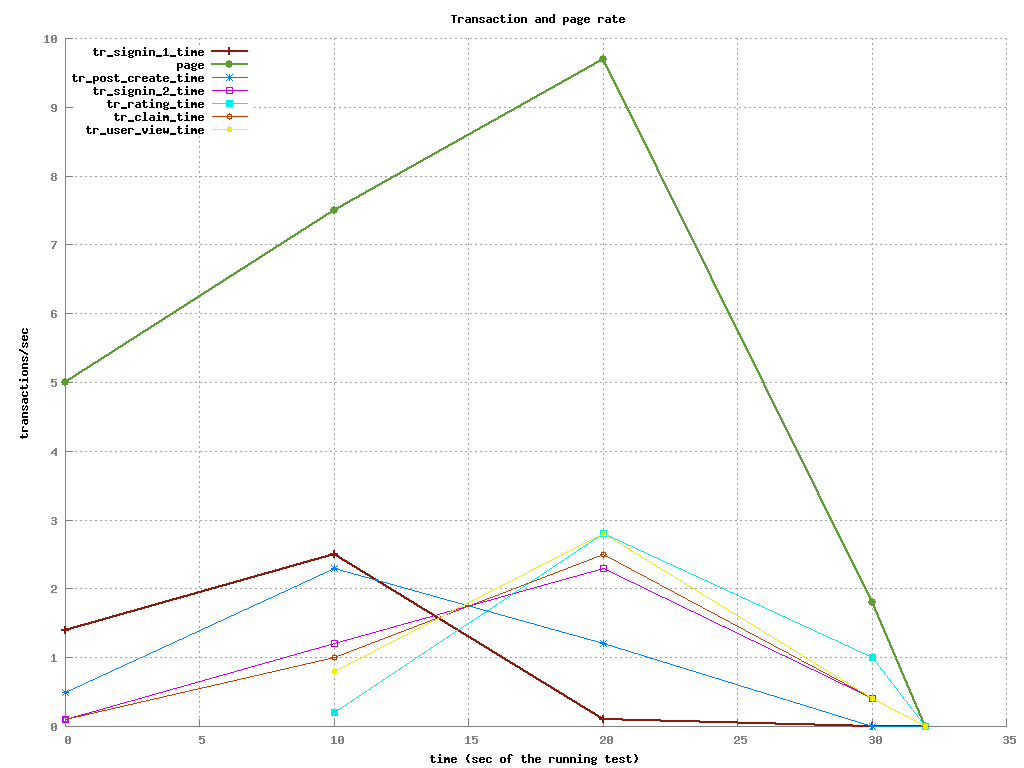 Transaction and page rate
tr_signin_1_time
page
tr_post_create_time
tr_signin_2_time
tr_rating_time
tr_claim_time
tr_user_view_time
10
9
8
7
6
5
4
3
2
1
0
transactions/sec
0 5 10 15 20 25 30 35
time (sec of the running test)